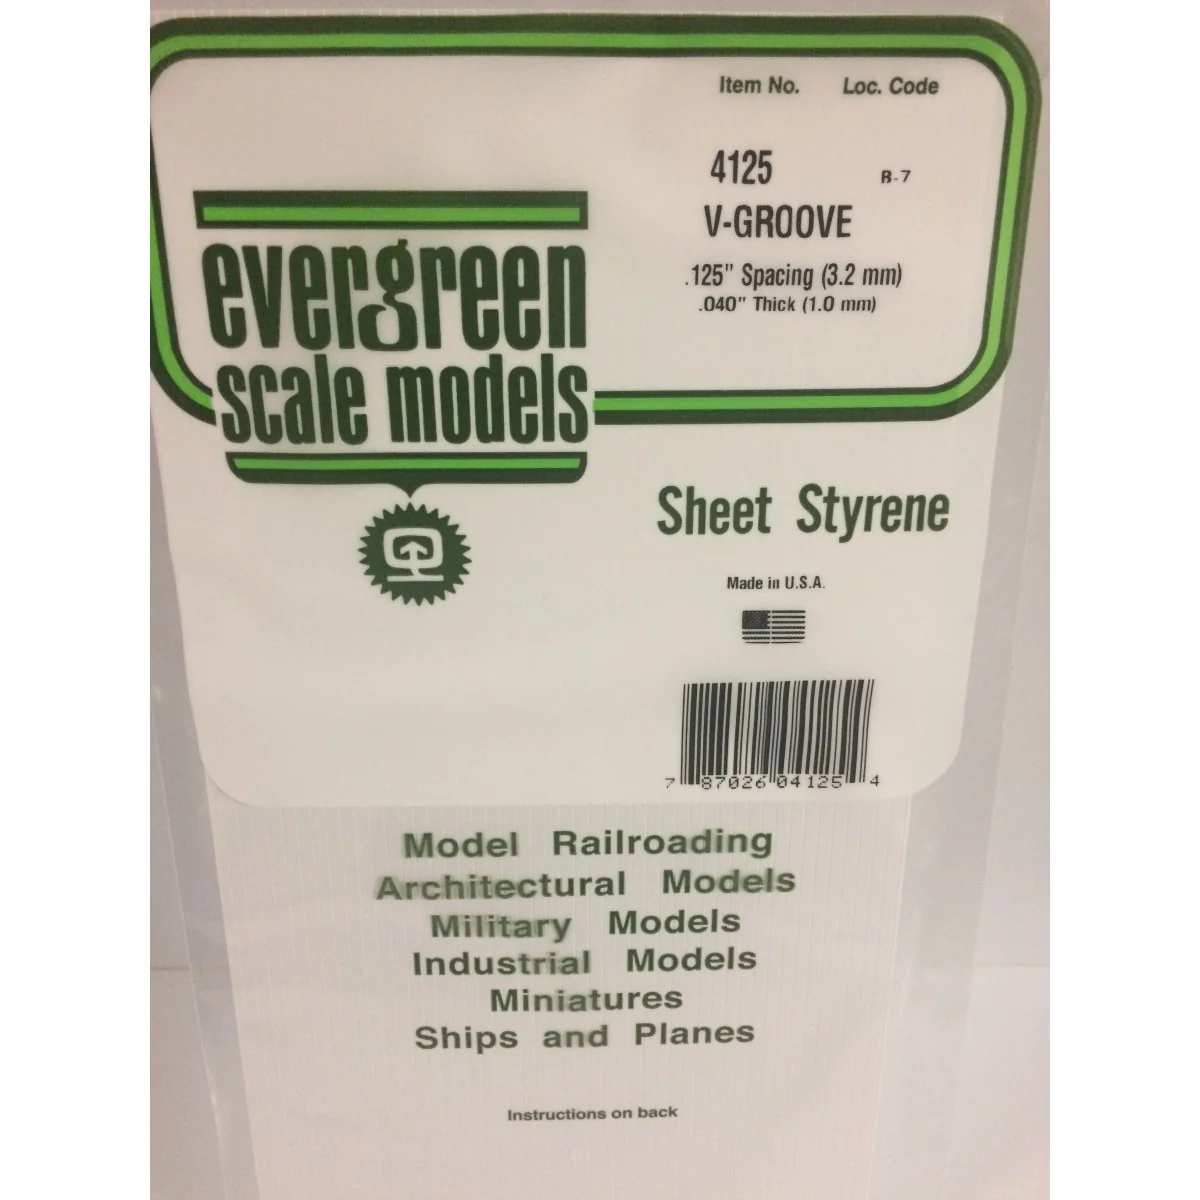 Item No. Loc. Code
4125 B-7
V-GROOVE
.125" Spacing (3.2 mm)
.040" Thick (1.0 mm)
evergreen
scale models
Sheet Styrene
Made in U.S.A.
7 87026 04125 4
Model Railroading
Architectural Models
Military Models
Industrial Models
Miniatures
Ships and Planes
Instructions on back